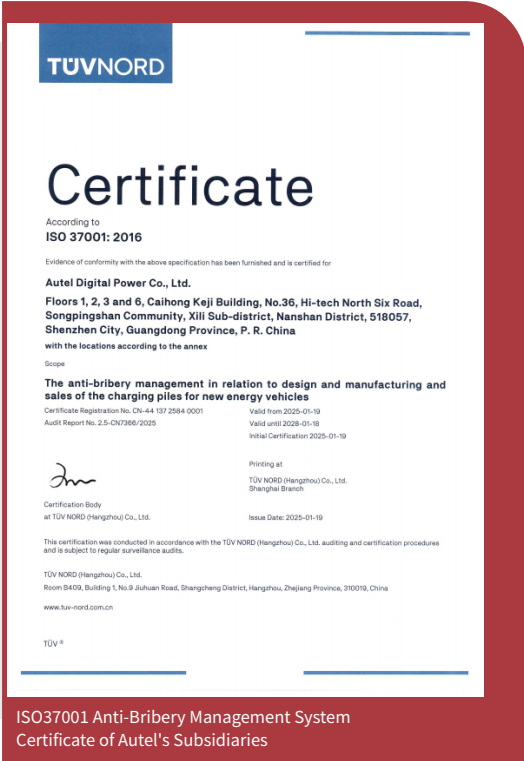 TÜVNORD
Certificate
According to
ISO 37001: 2016
Evidence of conformity with the above specification has been furnished and is certified for
Autel Digital Power Co., Ltd.
Floors 1, 2, 3 and 6, Caihong Keji Building, No.36, Hi-tech North Six Road,
Songpingshan Community, Xili Sub-district, Nanshan District, 518057,
Shenzhen City, Guangdong Province, P. R. China
with the locations according to the annex
Scope
The anti-bribery management in relation to design and manufacturing and
sales of the charging piles for new energy vehicles
Certificate Registration No. CN-44 137 2584 0001
Audit Report No. 2.5-CN7366/2025
Valid from 2025-01-19
Valid until 2028-01-18
Initial Certification 2025-01-19
Printing at
TÜV NORD (Hangzhou) Co., Ltd.
Shanghai Branch
Certification Body
at TÜV NORD (Hangzhou) Co., Ltd.
Issue Date: 2025-01-19
This certification was conducted in accordance with the TÜV NORD (Hangzhou) Co., Ltd. auditing and certification procedures
and is subject to regular surveillance audits.
TÜV NORD (Hangzhou) Co., Ltd.
Room B409, Building 1, No.9 Jiuhuan Road, Shangcheng District, Hangzhou, Zhejiang Province, 310019, China
www.tuv-nord.com.cn
TÜV ®
ISO37001 Anti-Bribery Management System
Certificate of Autel's Subsidiaries